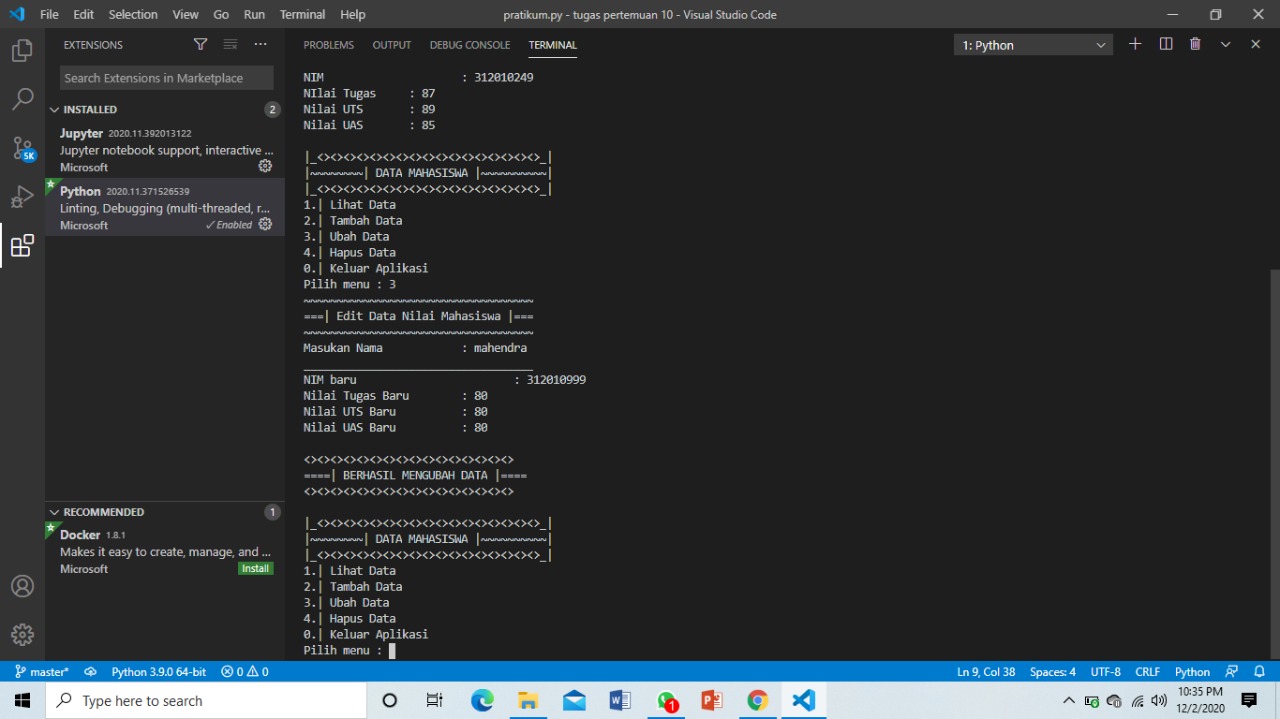 File Edit Selection View Go Run Terminal Help
pratikum.py - tugas pertemuan 10 - Visual Studio Code
EXTENSIONS
Search Extensions in Marketplace
INSTALLED 2
Jupyter 2020.11.392013122
Jupyter notebook support, interactive ...
Microsoft
Python 2020.11.371526539
Linting, Debugging (multi-threaded, r...
Microsoft ✓Enabled
RECOMMENDED 1
Docker 1.8.1
Makes it easy to create, manage, and ...
Microsoft Install
5K
PROBLEMS OUTPUT DEBUG CONSOLE TERMINAL
1: Python
NIM : 312010249
NIlai Tugas : 87
Nilai UTS : 89
Nilai UAS : 85
|_<><><><><><><><><><><><><><><><><>_|
|~~~~~~~~| DATA MAHASISWA |~~~~~~~~~~|
|_<><><><><><><><><><><><><><><><><>_|
1.| Lihat Data
2.| Tambah Data
3.| Ubah Data
4.| Hapus Data
0.| Keluar Aplikasi
Pilih menu : 3
~~~~~~~~~~~~~~~~~~~~~~~~~~~~~~~~~~~
===| Edit Data Nilai Mahasiswa |===
~~~~~~~~~~~~~~~~~~~~~~~~~~~~~~~~~~~
Masukan Nama : mahendra
___________________________________
NIM baru : 312010999
Nilai Tugas Baru : 80
Nilai UTS Baru : 80
Nilai UAS Baru : 80
<><><><><><><><><><><><><><><><>
====| BERHASIL MENGUBAH DATA |====
<><><><><><><><><><><><><><><><>
|_<><><><><><><><><><><><><><><><><>_|
|~~~~~~~~| DATA MAHASISWA |~~~~~~~~~~|
|_<><><><><><><><><><><><><><><><><>_|
1.| Lihat Data
2.| Tambah Data
3.| Ubah Data
4.| Hapus Data
0.| Keluar Aplikasi
Pilih menu :
master* Python 3.9.0 64-bit 0 0 Ln 9, Col 38 Spaces: 4 UTF-8 CRLF Python
Type here to search
1
10:35 PM
12/2/2020